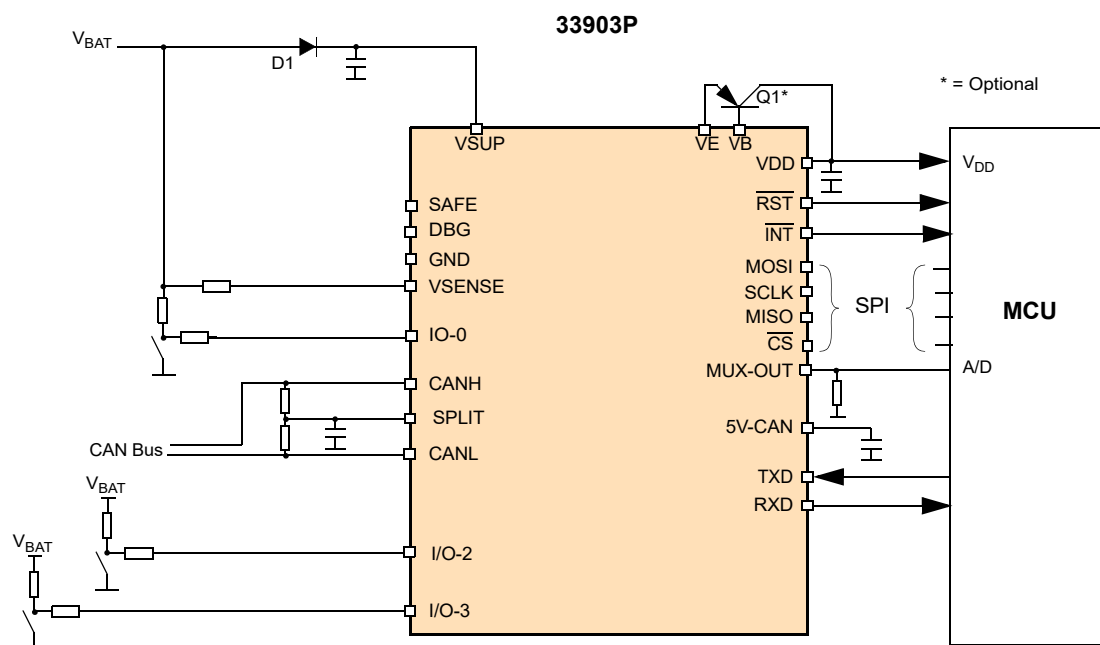 33903P
VBAT
D1
Q1*
* = Optional
VSUP
VE
VB
VDD
VDD
SAFE
RST
DBG
INT
GND
MOSI
VSENSE
SCLK
SPI
MCU
MISO
IO-0
CS
MUX-OUT
A/D
CANH
SPLIT
5V-CAN
CAN Bus
CANL
TXD
VBAT
RXD
VBAT
I/O-2
I/O-3